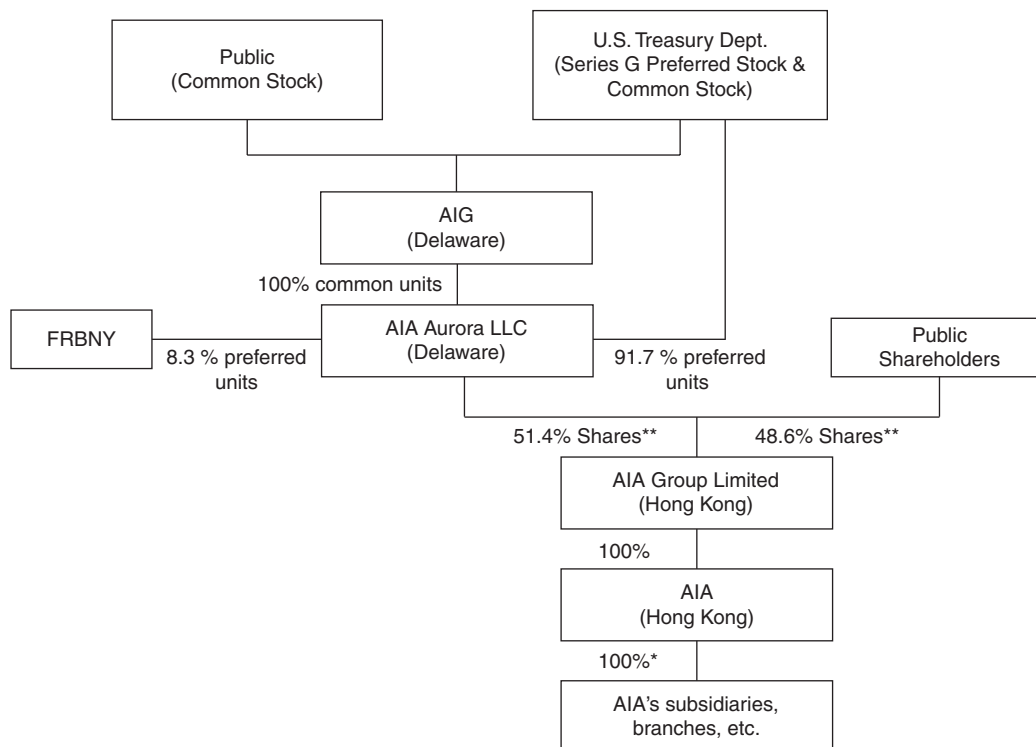 Public
(Common Stock)
U.S. Treasury Dept.
(Series G Preferred Stock &
Common Stock)
AIG
(Delaware)
100% common units
FRBNY
AIA Aurora LLC
(Delaware)
Public
Shareholders
8.3 % preferred
units
91.7 % preferred
units
51.4% Shares**
48.6% Shares**
AIA Group Limited
(Hong Kong)
100%
AIA
(Hong Kong)
100%*
AIA's subsidiaries,
branches, etc.